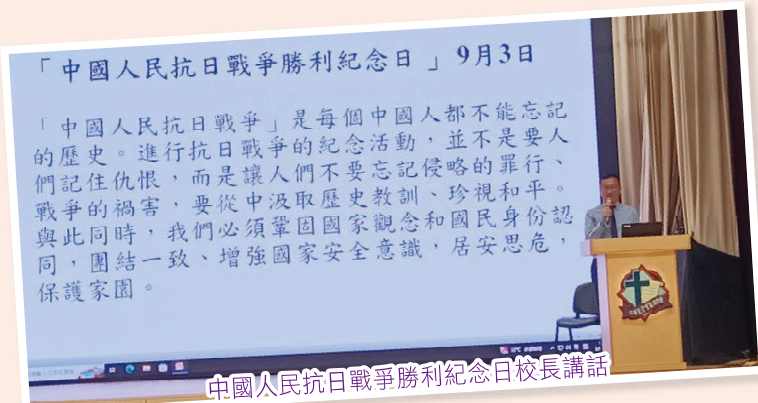 「中國人民抗日戰爭勝利紀念日 」9月3日
「中國人民抗日戰爭」是每個中國人都不能忘記
的歷史。進行抗日戰爭的紀念活動，並不是要人
們記住仇恨，而是讓人們不要忘記侵略的罪行、
戰爭的禍害，要從中汲取歷史教訓、珍視和平。
與此同時，我們必須鞏固國家觀念和國民身份認
同，團結一致、增強國家安全意識，居安思危，
保護家園。
中國人民抗日戰爭勝利紀念日校長講話